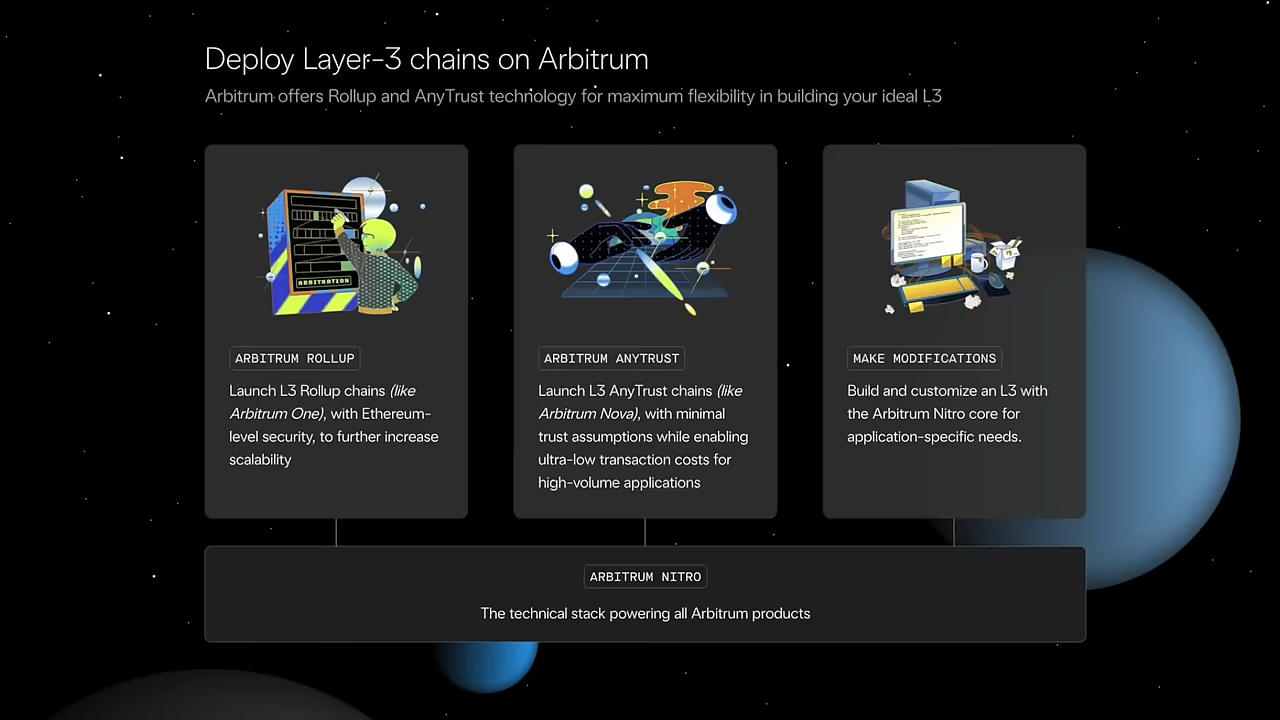 Deploy Layer-3 chains on Arbitrum
Arbitrum offers Rollup and AnyTrust technology for maximum flexibility in building your ideal L3
ARBITRATION
ARBITRUM ROLLUP
Launch L3 Rollup chains (like
Arbitrum One), with Ethereum-
level security, to further increase
scalability
ARBITRUM ANYTRUST
Launch L3 AnyTrust chains (like
Arbitrum Nova), with minimal
trust assumptions while enabling
ultra-low transaction costs for
high-volume applications
MAKE MODIFICATIONS
Build and customize an L3 with
the Arbitrum Nitro core for
application-specific needs.
ARBITRUM NITRO
The technical stack powering all Arbitrum products